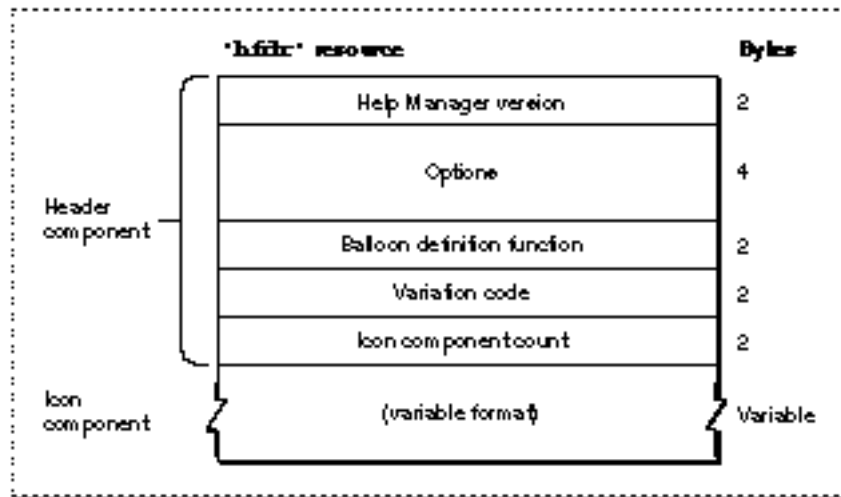 'hfdr' resource Bytes
Help Manager version 2
Options 4
Header
component
Balloon definition function 2
Variation code 2
Icon component count 2
Icon
component
(variable format) Variable